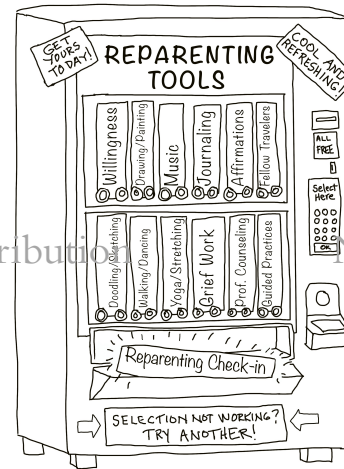 GET
YOURS
TODAY!
COOL AND
REFRESHING!
REPARENTING
TOOLS
Willingness
Drawing/Painting
Music
Journaling
Affirmations
Fellow Travelers
ALL
FREE
Select
Here
OK
Doodling/Sketching
Walking/Dancing
Yoga/Stretching
Grief Work
Prof. Counseling
Guided Practices
ribution
Reparenting Check-in
SELECTION NOT WORKING?
TRY ANOTHER!